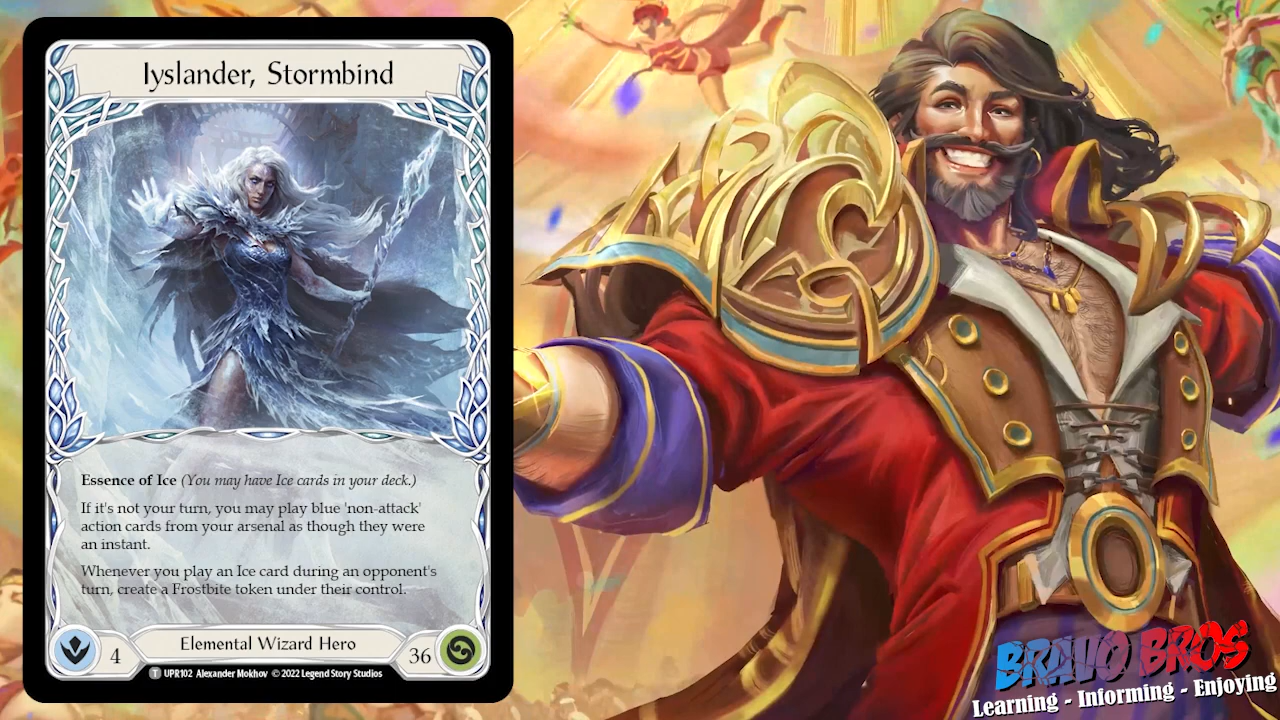 Iyslander, Stormbind
Essence of Ice (You may have Ice cards in your deck.)
If it's not your turn, you may play blue 'non-attack'
action cards from your arsenal as though they were
an instant.
Whenever you play an Ice card during an opponent's
turn, create a Frostbite token under their control.
4
Elemental Wizard Hero
36
T UPR102 Alexander Mokhov © 2022 Legend Story Studios
BRAVO BROS
Learning - Informing - Enjoying